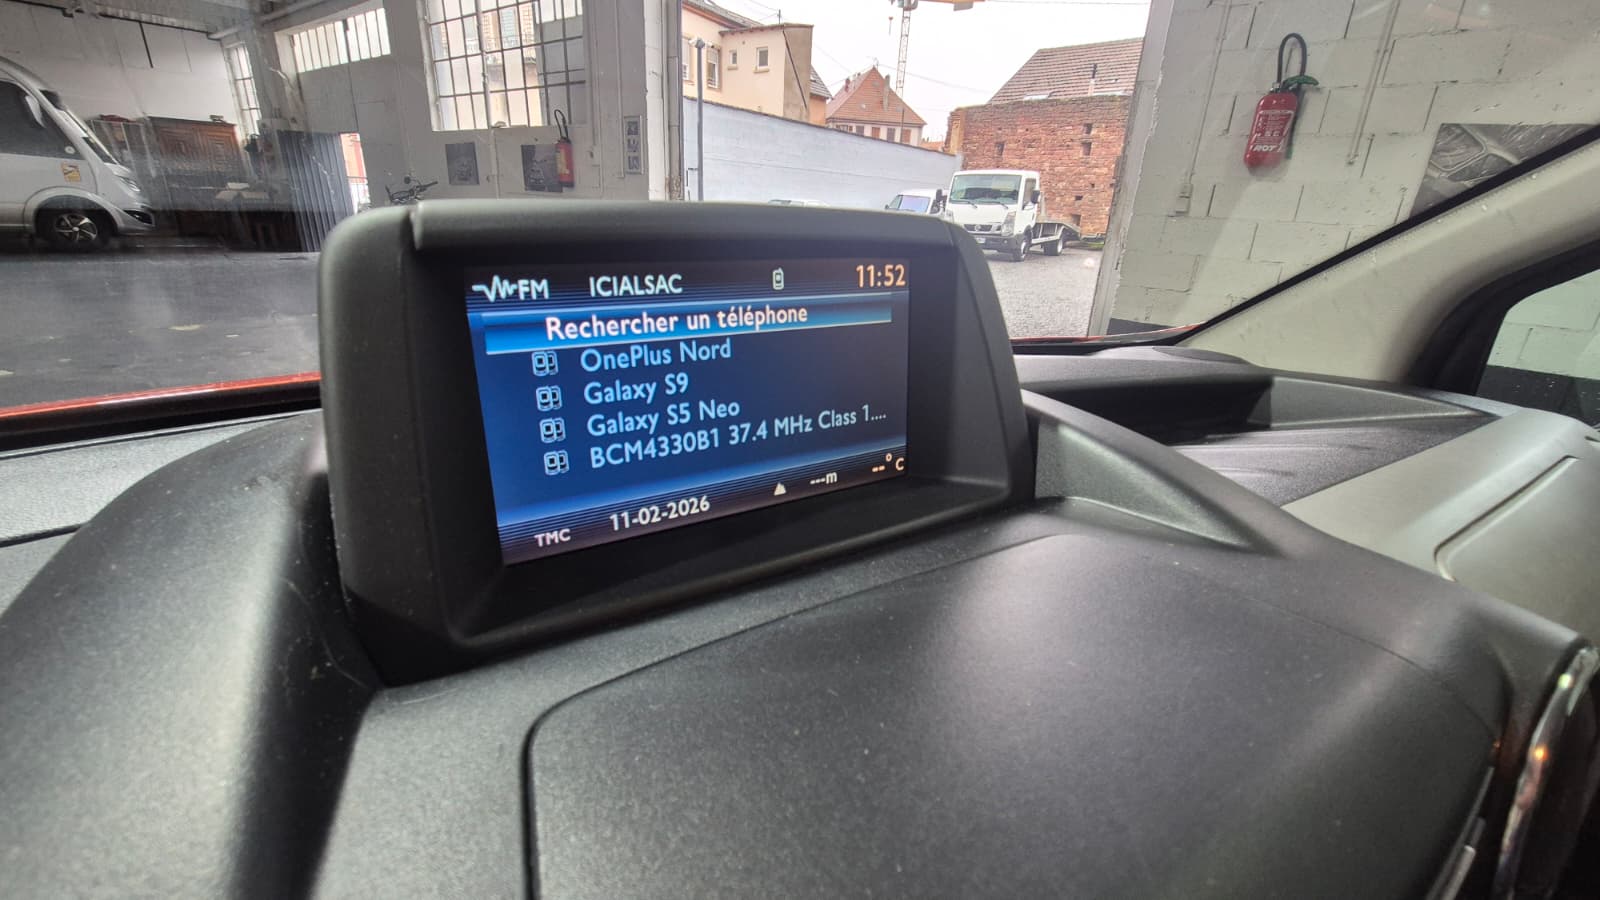 FM ICIALSAC 11:52
Rechercher un téléphone
OnePlus Nord
Galaxy S9
Galaxy S5 Neo
BCM4330B1 37.4 MHz Class 1....
TMC 11-02-2026 ---m --°C
ROT